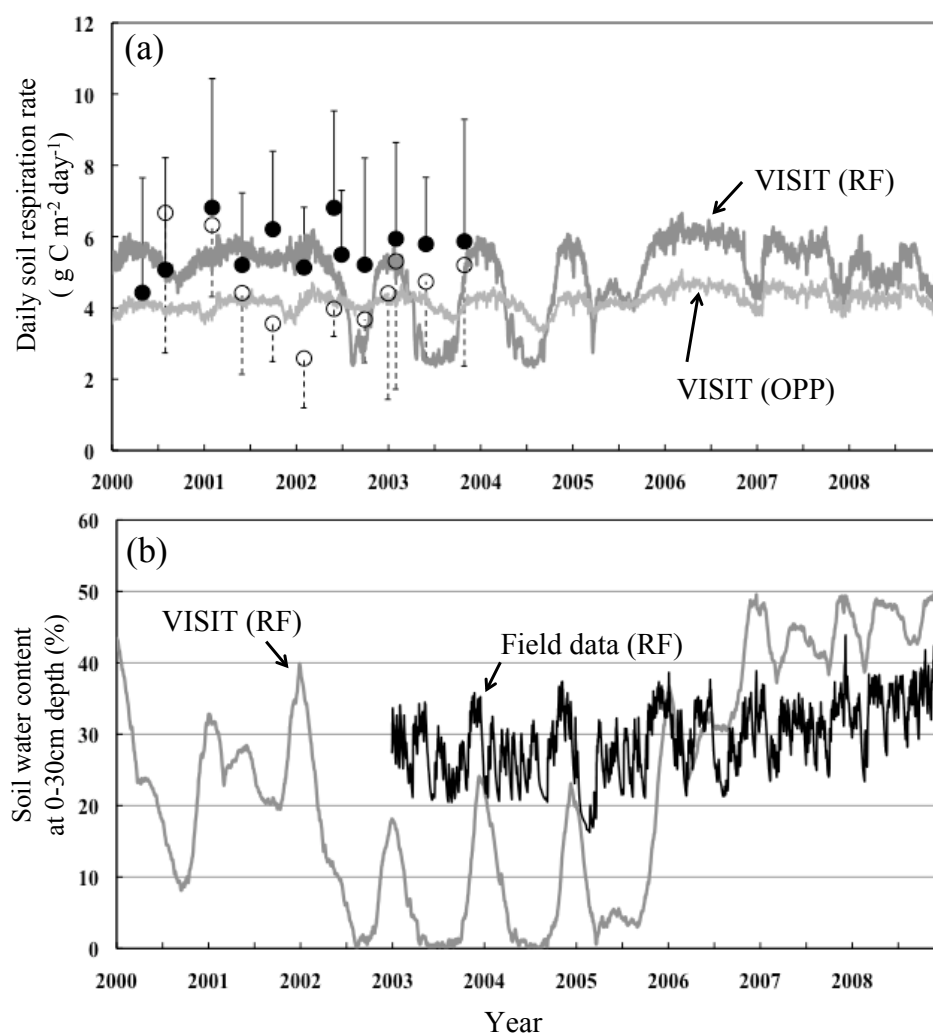 12
(a)
10
8
6
4
2
0
Daily soil respiration rate
( g C m-2 day-1)
VISIT (RF)
VISIT (OPP)
2000 2001 2002 2003 2004 2005 2006 2007 2008
60
(b)
50
40
30
20
10
0
Soil water content
at 0-30cm depth (%)
VISIT (RF)
Field data (RF)
2000 2001 2002 2003 2004 2005 2006 2007 2008
Year